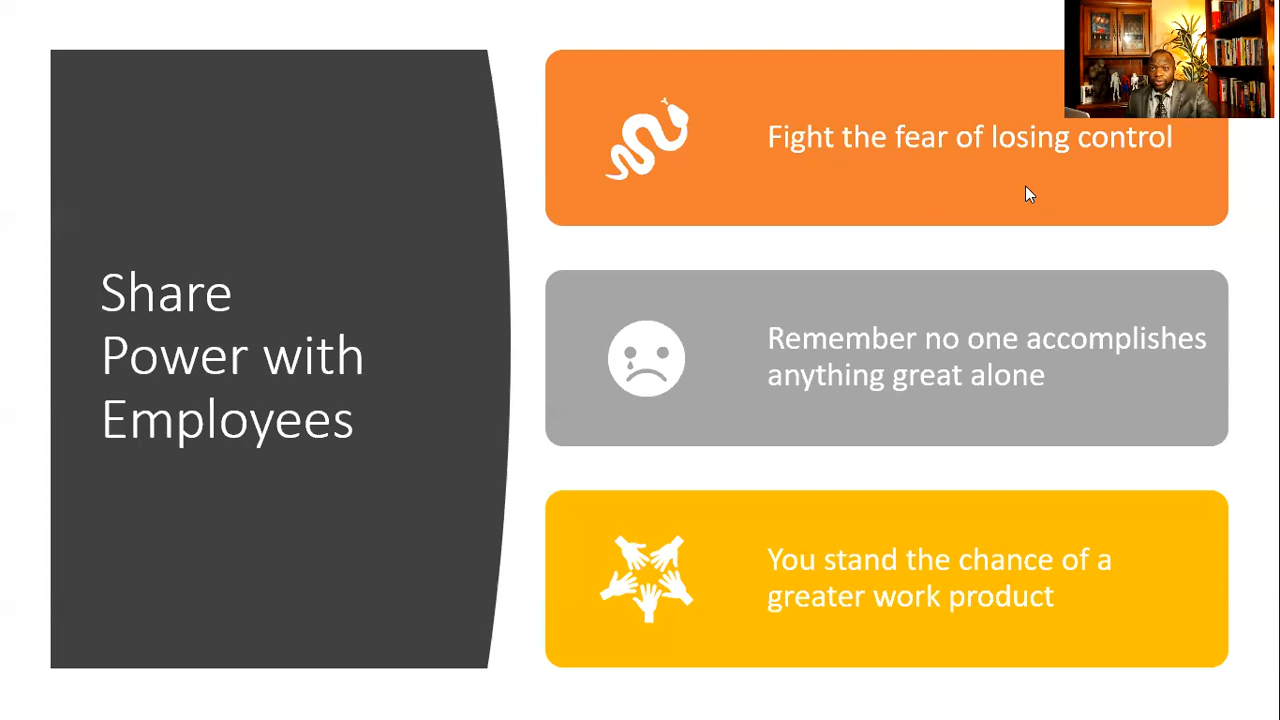 Share
Power with
Employees
Fight the fear of losing control
Remember no one accomplishes
anything great alone
You stand the chance of a
greater work product